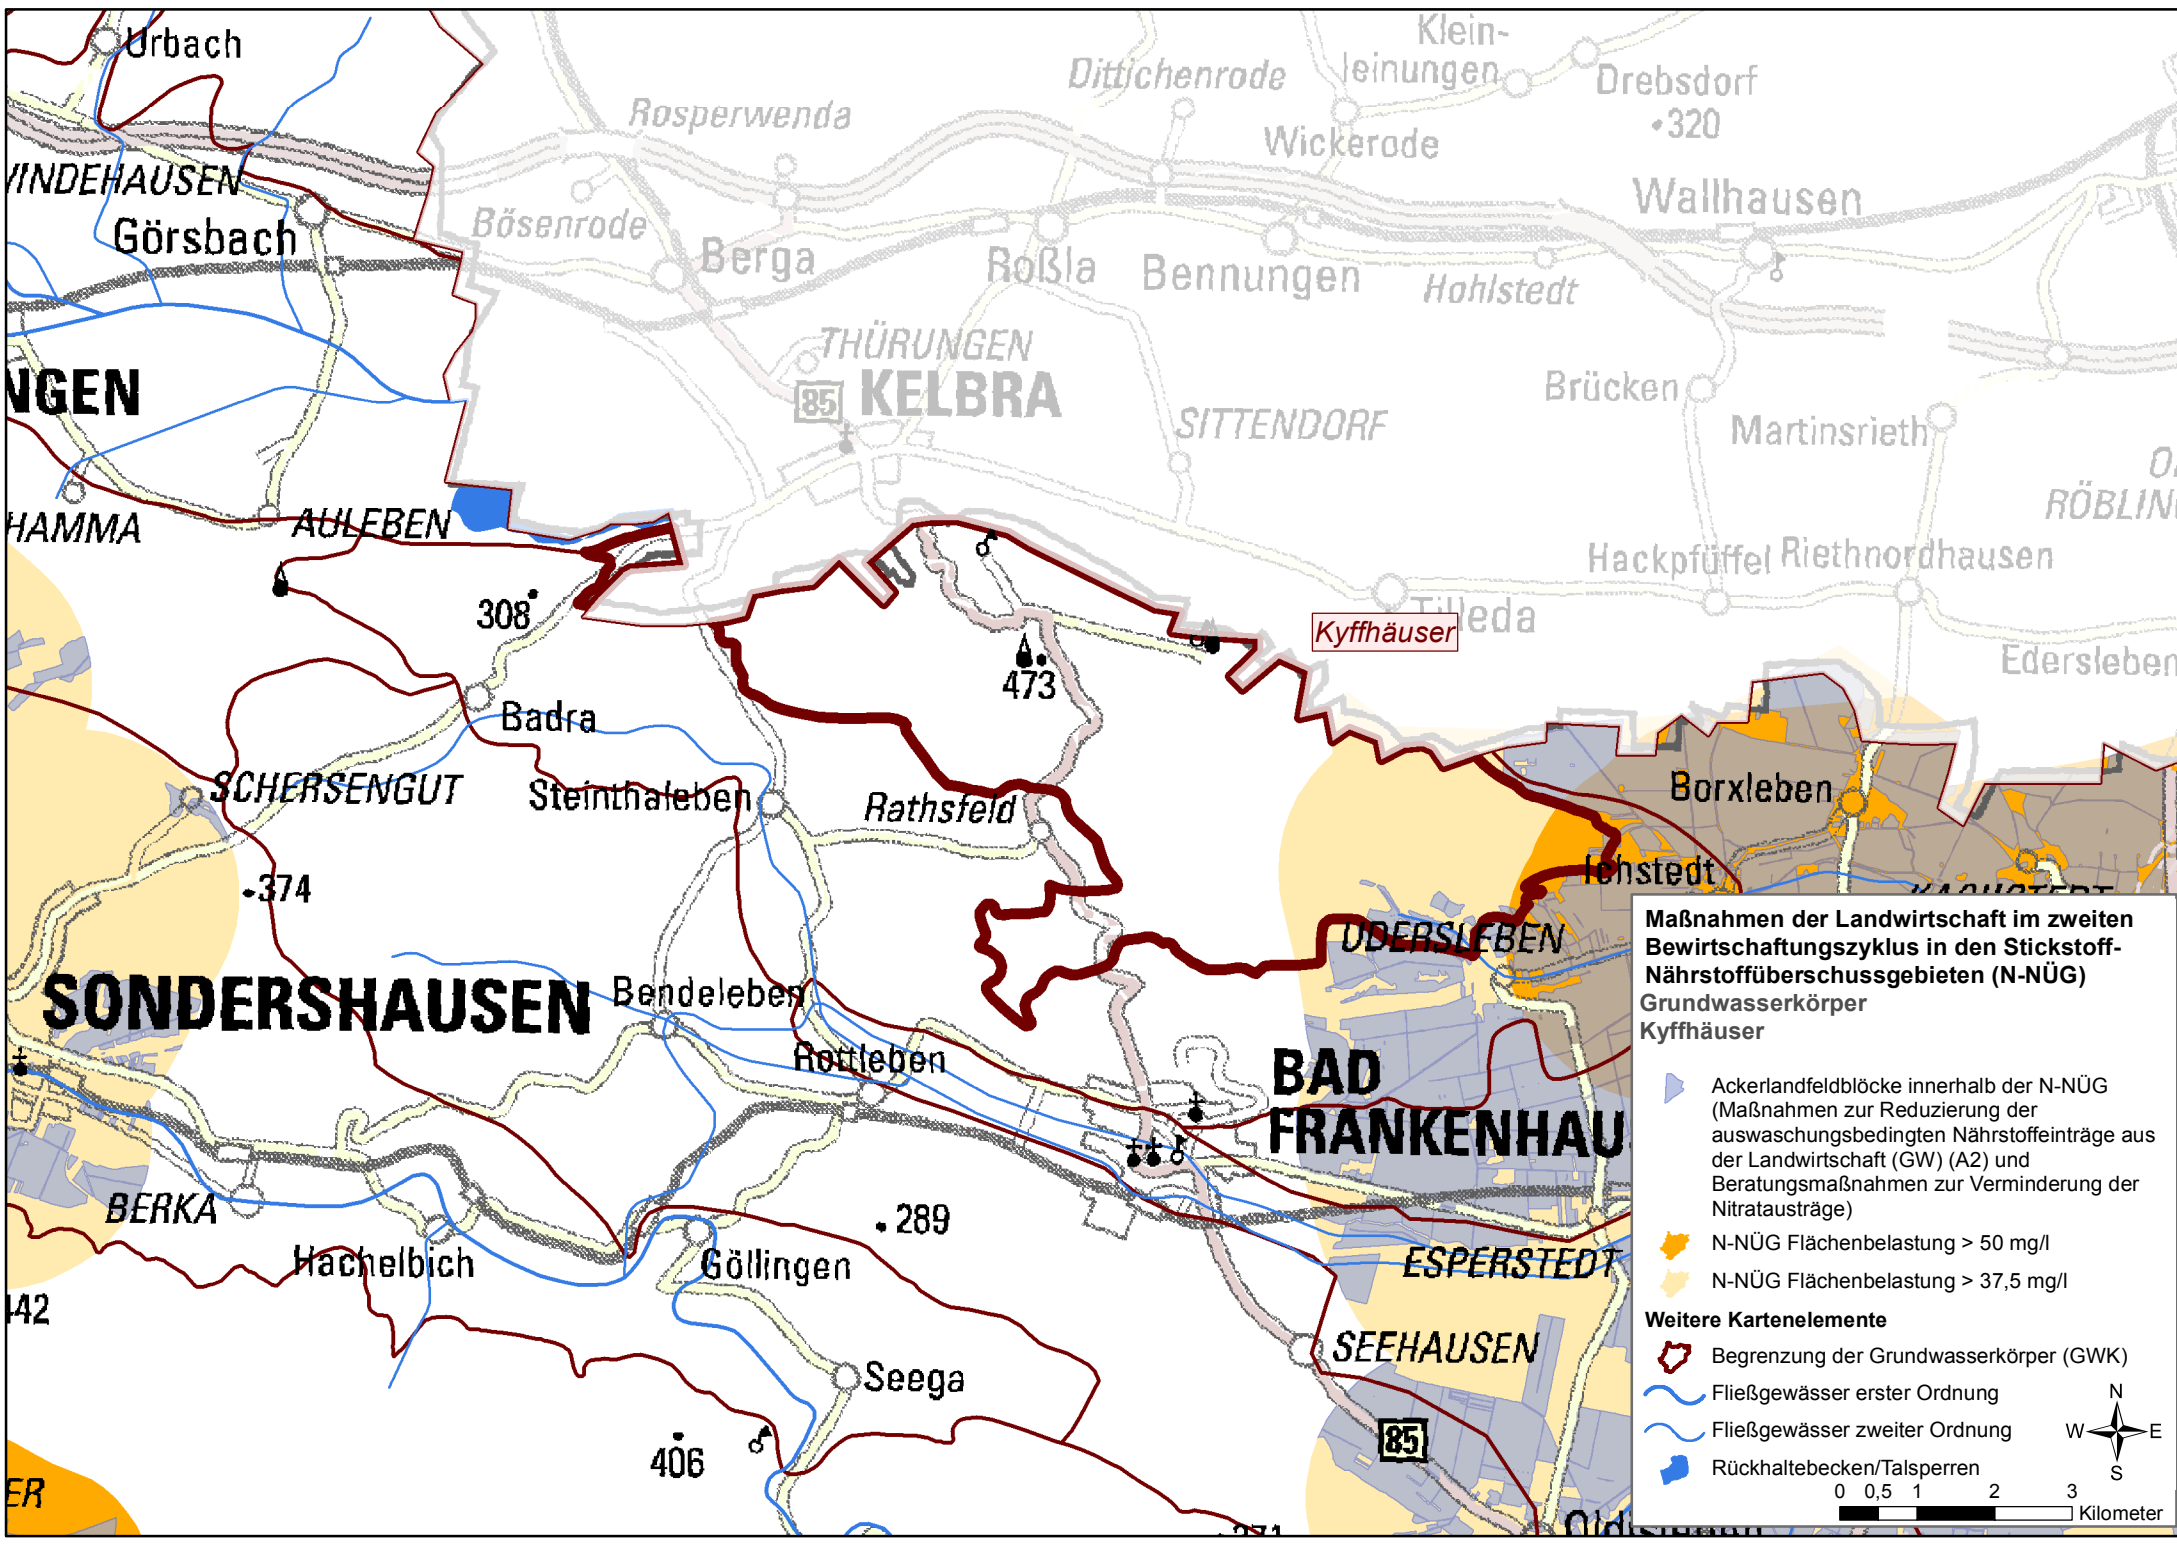 Urbach
Klein-
leinungen
Dittichenrode
Drebsdorf
320
Rosperwenda
Wickerode
Wallhausen
Görsbach
Bösenrode
Berga
Roßla
Bennungen
Hohlstedt
THÜRUNGEN
85
KELBRA
SITTENDORF
Brücken
Martinsrieth
NGEN
HAMMA
AULEBEN
Hackpfüffel
Riethnordhausen
308
Kyffhäuser
473
Edersleben
Badra
SCHERSENGUT
Steinthaleben
Rathsfeld
Borxleben
374
Ichstedt
UDERSLEBEN
SONDERSHAUSEN
Bendeleben
Rottleben
BAD
FRANKENHAU
BERKA
Hachelbich
289
Göllingen
ESPERSTEDT
442
SEEHAUSEN
Seega
406
85
ER
Maßnahmen der Landwirtschaft im zweiten
Bewirtschaftungszyklus in den Stickstoff-
Nährstoffüberschussgebieten (N-NÜG)
Grundwasserkörper
Kyffhäuser
Ackerlandfeldblöcke innerhalb der N-NÜG
(Maßnahmen zur Reduzierung der
auswaschungsbedingten Nährstoffeinträge aus
der Landwirtschaft (GW) (A2) und
Beratungsmaßnahmen zur Verminderung der
Nitratausträge)
N-NÜG Flächenbelastung > 50 mg/l
N-NÜG Flächenbelastung > 37,5 mg/l
Weitere Kartenelemente
Begrenzung der Grundwasserkörper (GWK)
Fließgewässer erster Ordnung
Fließgewässer zweiter Ordnung
Rückhaltebecken/Talsperren
N
W E
S
0 0,5 1 2 3
Kilometer